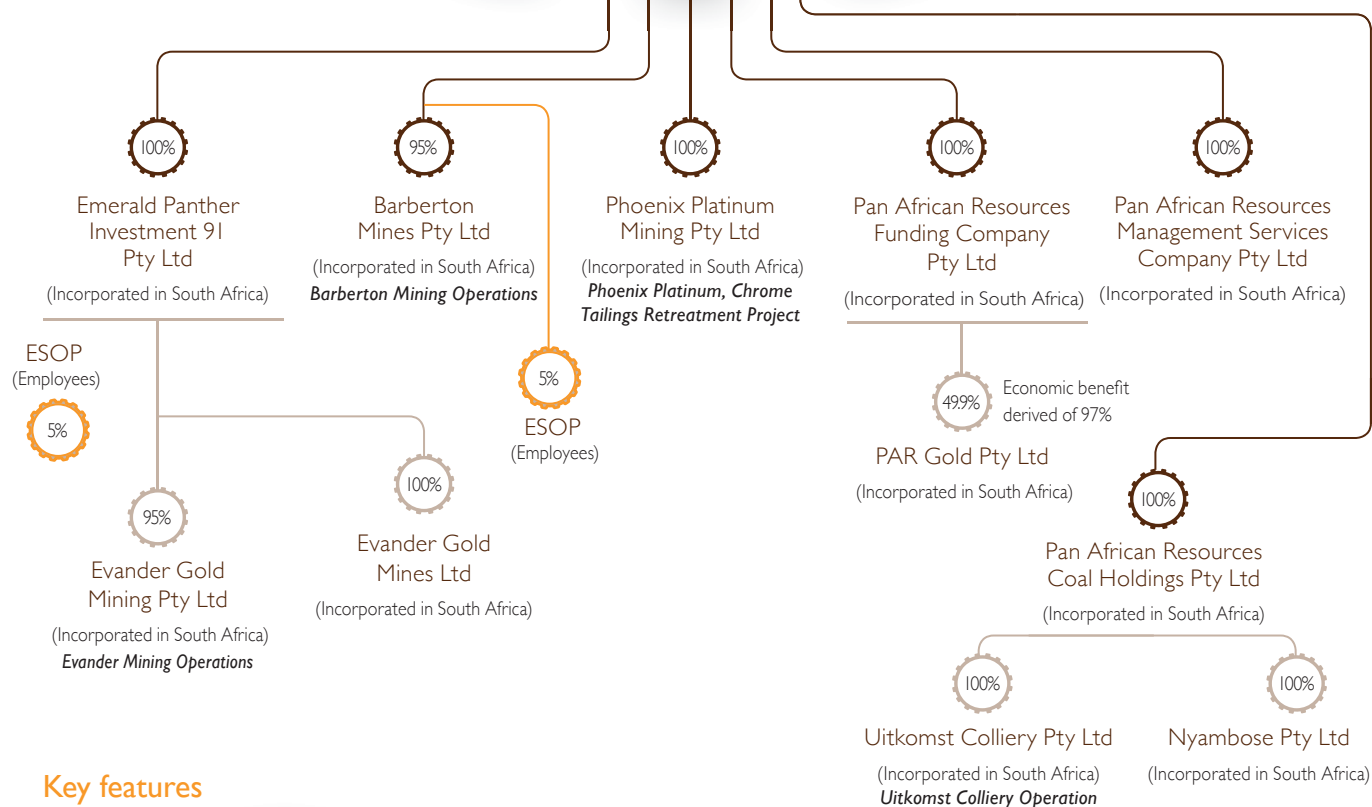 100%
Emerald Panther
Investment 91
Pty Ltd
(Incorporated in South Africa)
95%
Barberton
Mines Pty Ltd
(Incorporated in South Africa)
Barberton Mining Operations
100%
Phoenix Platinum
Mining Pty Ltd
(Incorporated in South Africa)
Phoenix Platinum, Chrome
Tailings Retreatment Project
100%
Pan African Resources
Funding Company
Pty Ltd
(Incorporated in South Africa)
100%
Pan African Resources
Management Services
Company Pty Ltd
(Incorporated in South Africa)
ESOP
(Employees)
5%
5%
ESOP
(Employees)
49.9%
Economic benefit
derived of 97%
PAR Gold Pty Ltd
(Incorporated in South Africa)
95%
Evander Gold
Mining Pty Ltd
(Incorporated in South Africa)
Evander Mining Operations
100%
Evander Gold
Mines Ltd
(Incorporated in South Africa)
100%
Pan African Resources
Coal Holdings Pty Ltd
(Incorporated in South Africa)
100%
Uitkomst Colliery Pty Ltd
(Incorporated in South Africa)
Uitkomst Colliery Operation
100%
Nyambose Pty Ltd
(Incorporated in South Africa)
Key features